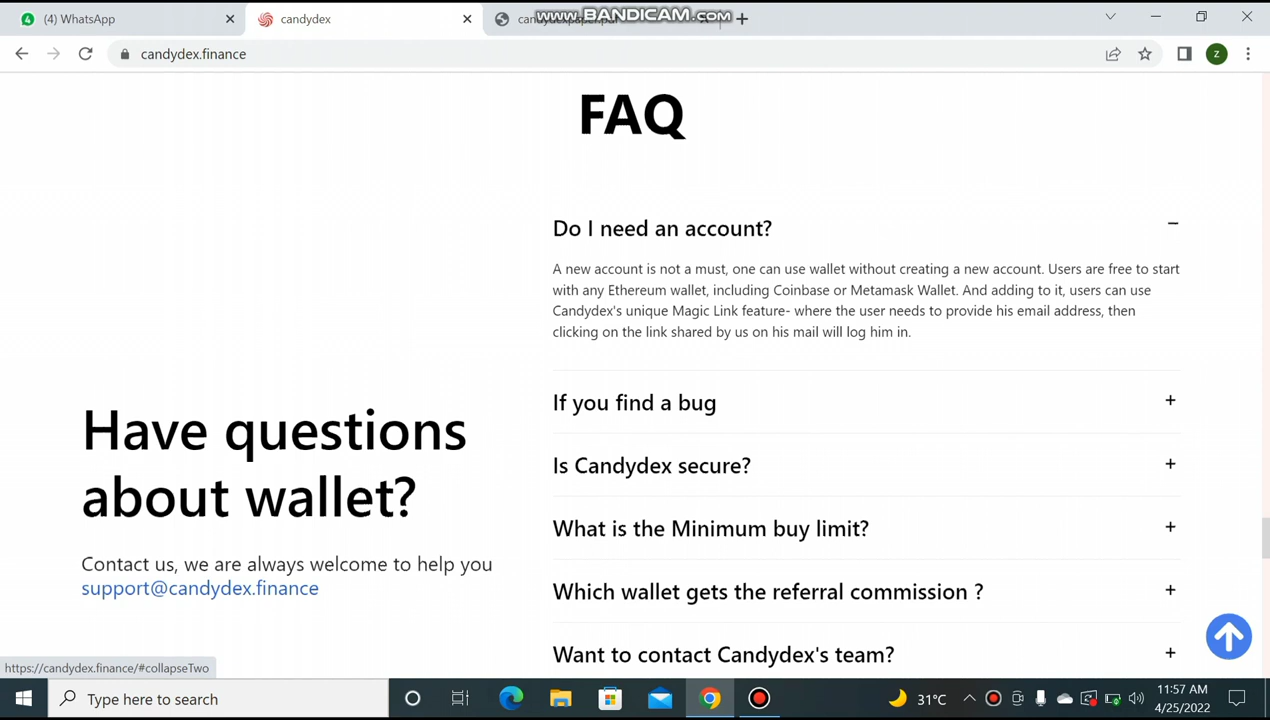 (4) WhatsApp
candydex
candydexpaper.pdf
www.BANDICAM.com
candydex.finance
z
FAQ
Do I need an account?
A new account is not a must, one can use wallet without creating a new account. Users are free to start
with any Ethereum wallet, including Coinbase or Metamask Wallet. And adding to it, users can use
Candydex's unique Magic Link feature- where the user needs to provide his email address, then
clicking on the link shared by us on his mail will log him in.
If you find a bug
Is Candydex secure?
What is the Minimum buy limit?
Which wallet gets the referral commission ?
Want to contact Candydex's team?
Have questions
about wallet?
Contact us, we are always welcome to help you
support@candydex.finance
https://candydex.finance/#collapseTwo
Type here to search
31°C
11:57 AM
4/25/2022